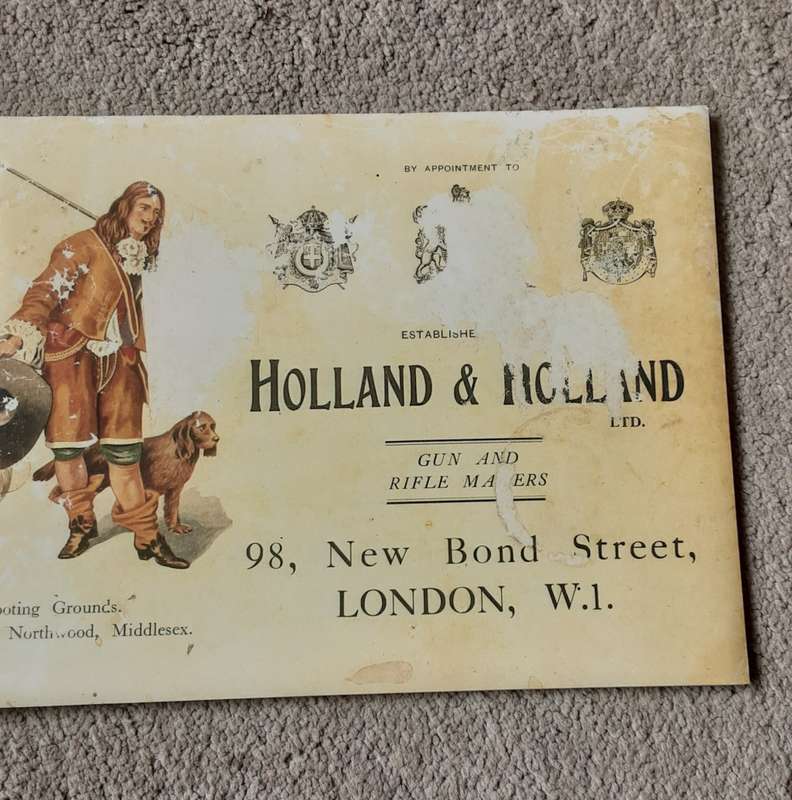 BY APPOINTMENT TO
ESTABLISHE
HOLLAND & HOLLAND
LTD.
GUN AND
RIFLE MAKERS
98, New Bond Street,
LONDON, W.1.
ooting Grounds.
Northwood, Middlesex.